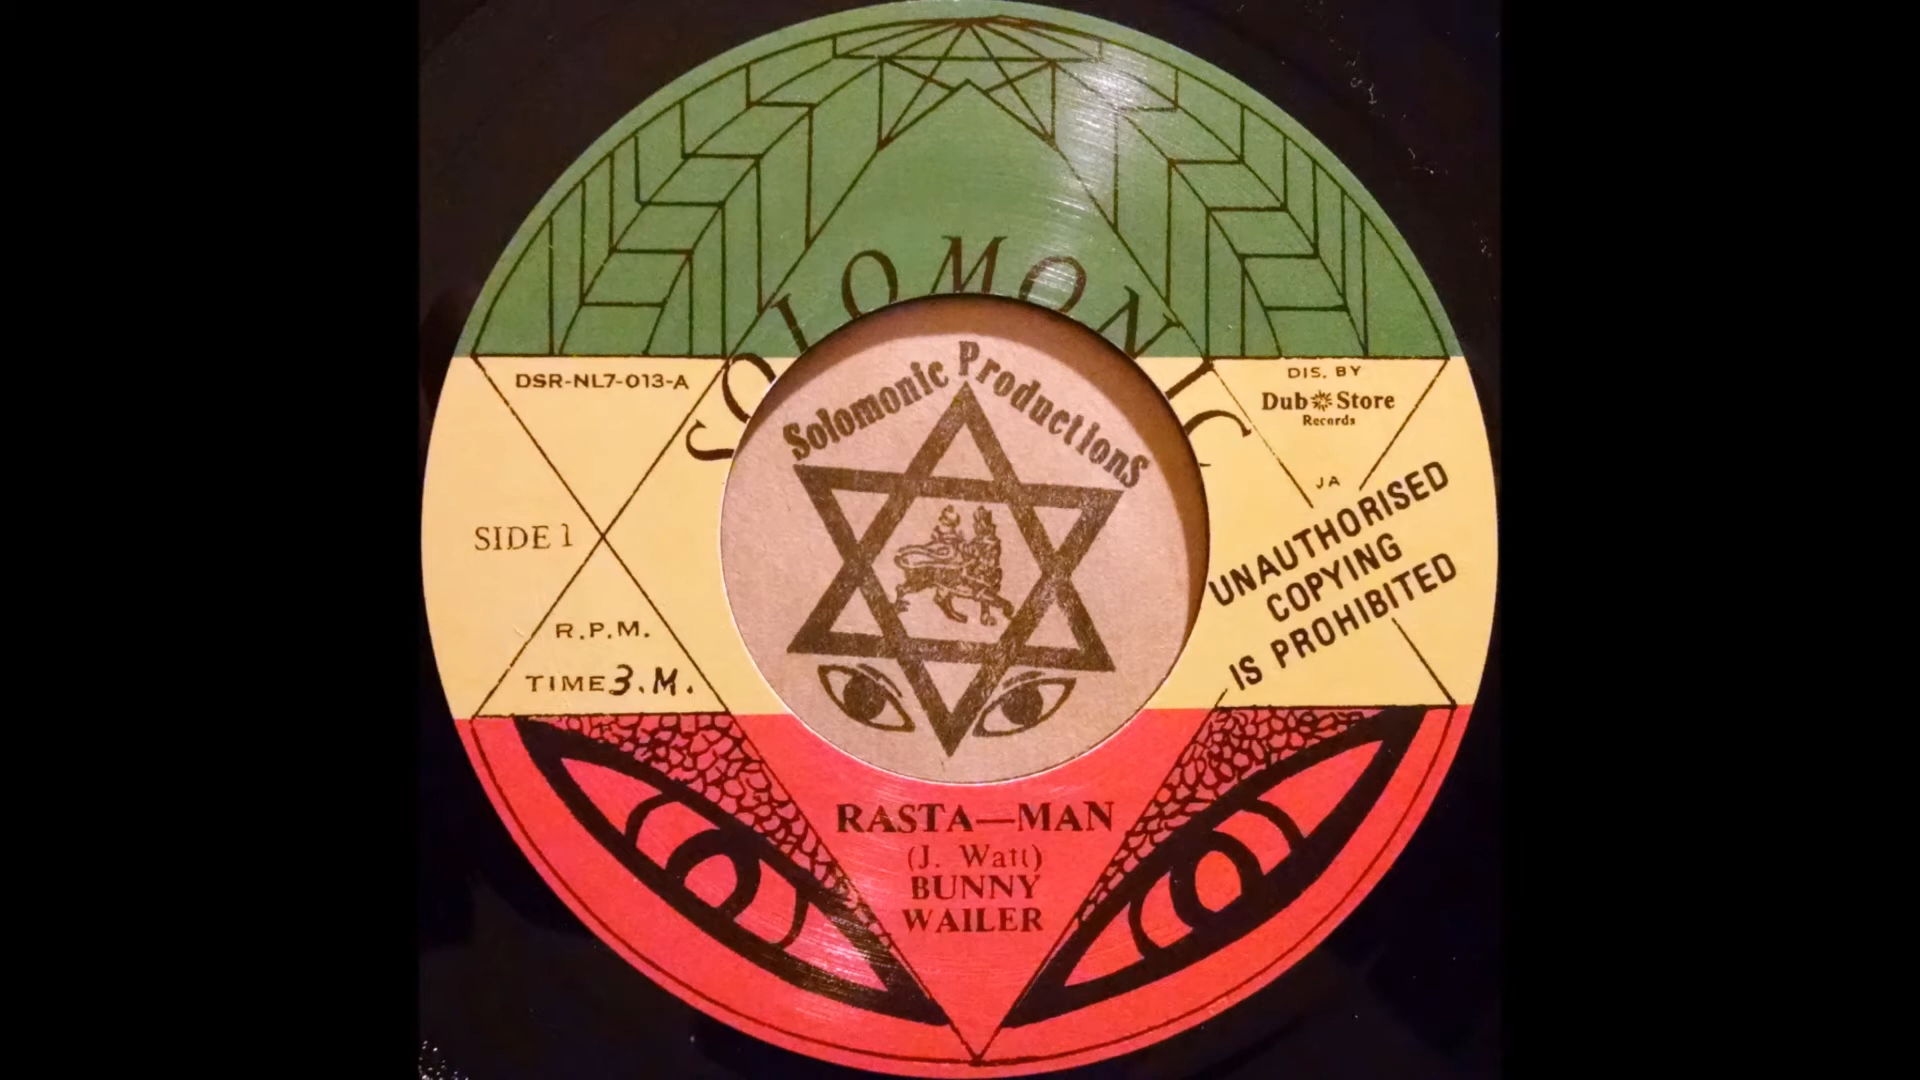 SOLOMONIC
DSR-NL7-013-A
DIS. BY
Dub Store
Records
JA
UNAUTHORISED
COPYING
IS PROHIBITED
Solomonic Productions
SIDE 1
R.P.M.
TIME 3.M.
RASTA—MAN
(J. Watt)
BUNNY
WAILER